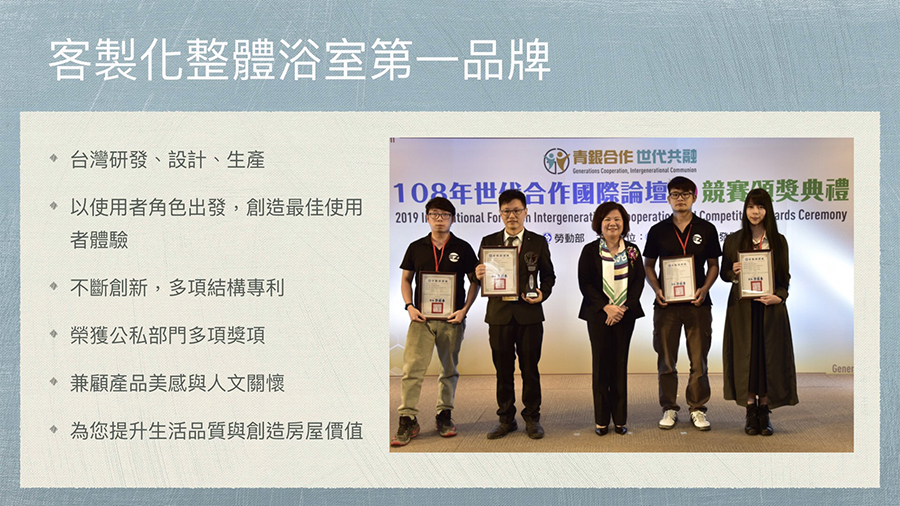 客製化整體浴室第一品牌
台灣研發、設計、生產
以使用者角色出發，創造最佳使用
者體驗
不斷創新，多項結構專利
榮獲公私部門多項獎項
兼顧產品美感與人文關懷
為您提升生活品質與創造房屋價值
青銀合作 世代共融
Generations Cooperation, Intergenerational Communion
108年世代合作國際論壇 競賽頒獎典禮
2019 Forum Intergenerat Cooperation Competit Awards Ceremony
勞動部 位：
Gener